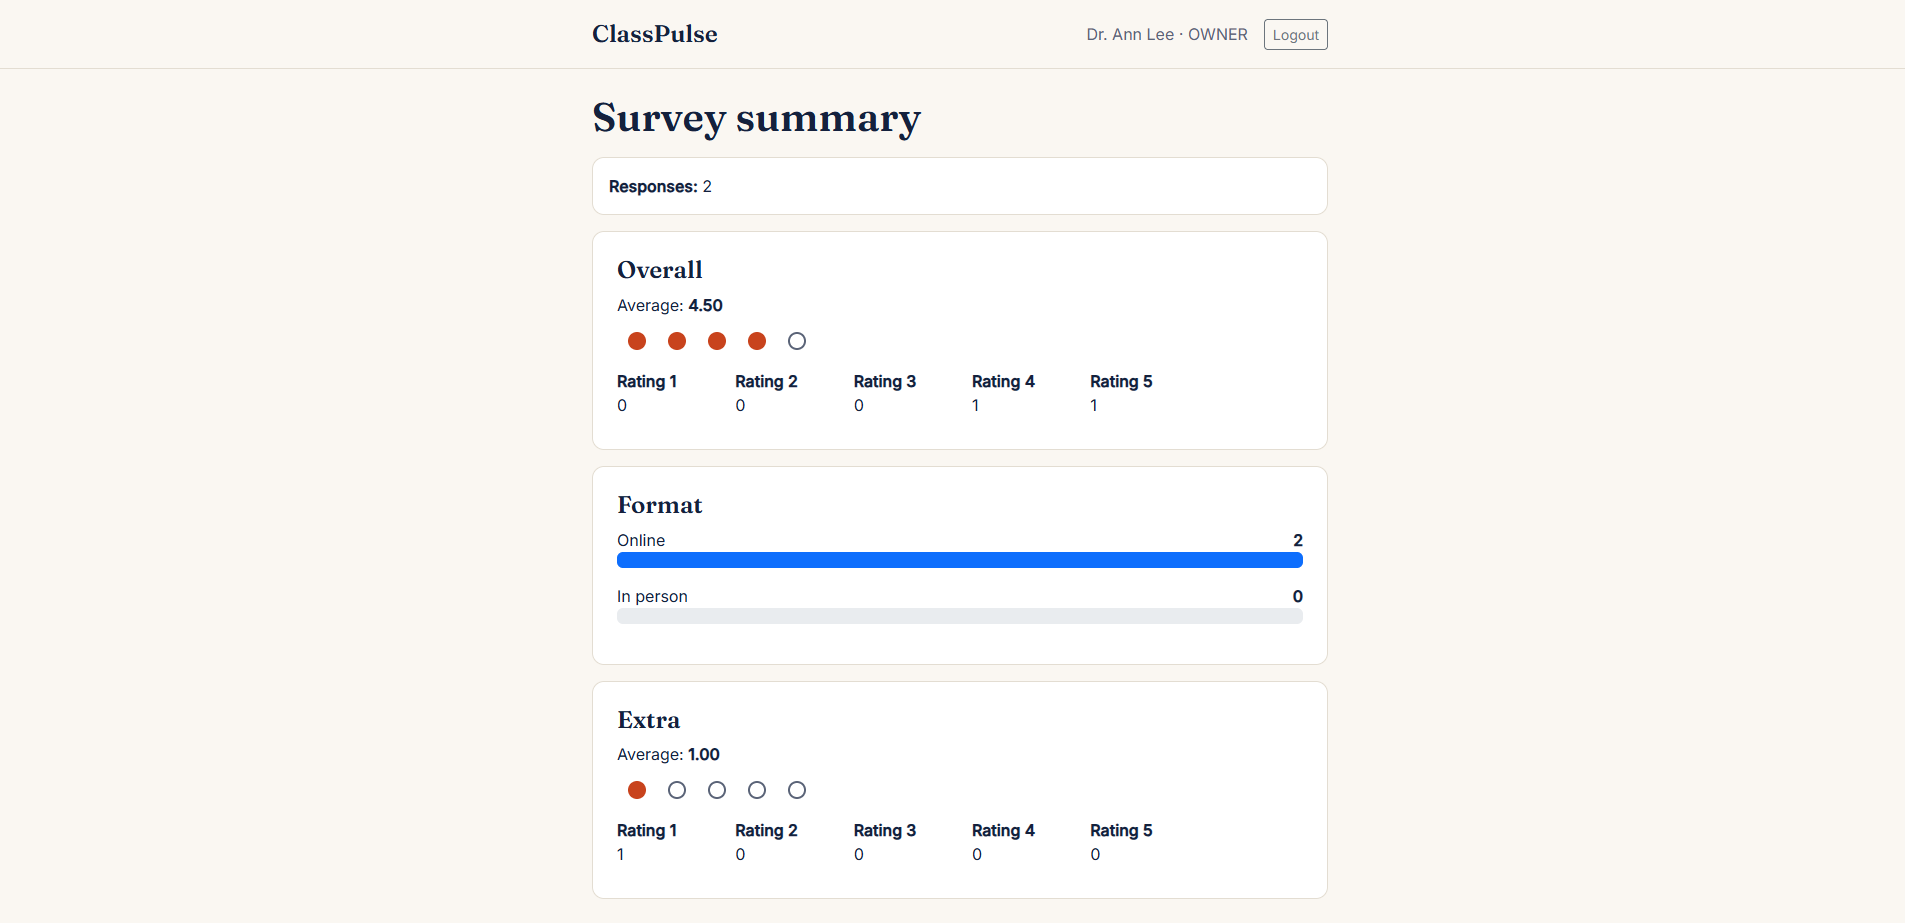 ClassPulse
Dr. Ann Lee · OWNER
Logout
Survey summary
Responses: 2
Overall
Average: 4.50
Rating 1 Rating 2 Rating 3 Rating 4 Rating 5
0 0 0 1 1
Format
Online 2
In person 0
Extra
Average: 1.00
Rating 1 Rating 2 Rating 3 Rating 4 Rating 5
1 0 0 0 0